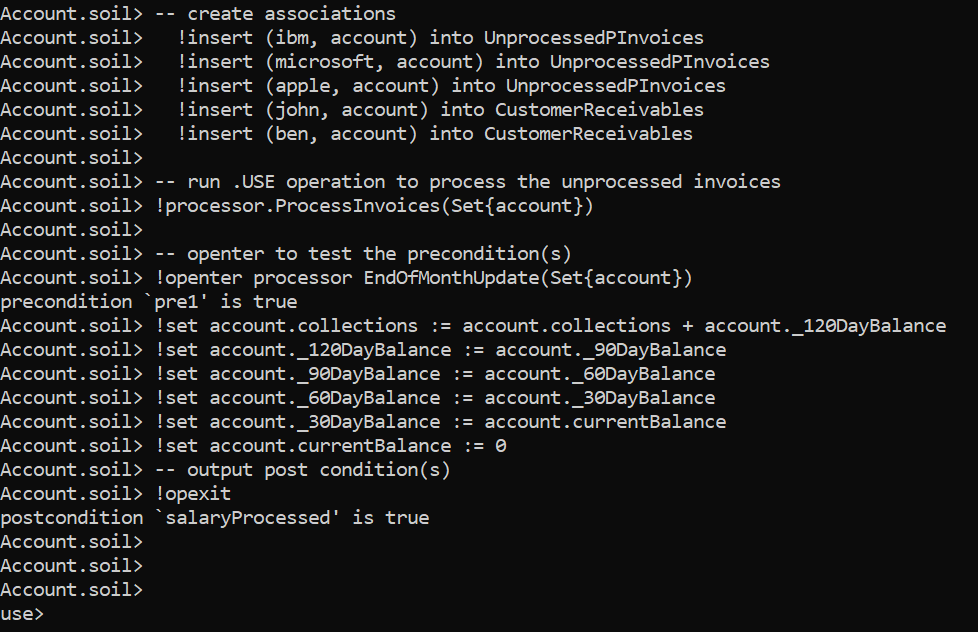 Account.soil> -- create associations
Account.soil>   !insert (ibm, account) into UnprocessedPInvoices
Account.soil>   !insert (microsoft, account) into UnprocessedPInvoices
Account.soil>   !insert (apple, account) into UnprocessedPInvoices
Account.soil>   !insert (john, account) into CustomerReceivables
Account.soil>   !insert (ben, account) into CustomerReceivables
Account.soil>
Account.soil> -- run .USE operation to process the unprocessed invoices
Account.soil> !processor.ProcessInvoices(Set{account})
Account.soil>
Account.soil> -- openter to test the precondition(s)
Account.soil> !openter processor EndOfMonthUpdate(Set{account})
precondition `pre1' is true
Account.soil> !set account.collections := account.collections + account._120DayBalance
Account.soil> !set account._120DayBalance := account._90DayBalance
Account.soil> !set account._90DayBalance := account._60DayBalance
Account.soil> !set account._60DayBalance := account._30DayBalance
Account.soil> !set account._30DayBalance := account.currentBalance
Account.soil> !set account.currentBalance := 0
Account.soil> -- output post condition(s)
Account.soil> !opexit
postcondition `salaryProcessed' is true
Account.soil>
Account.soil>
Account.soil>
use>